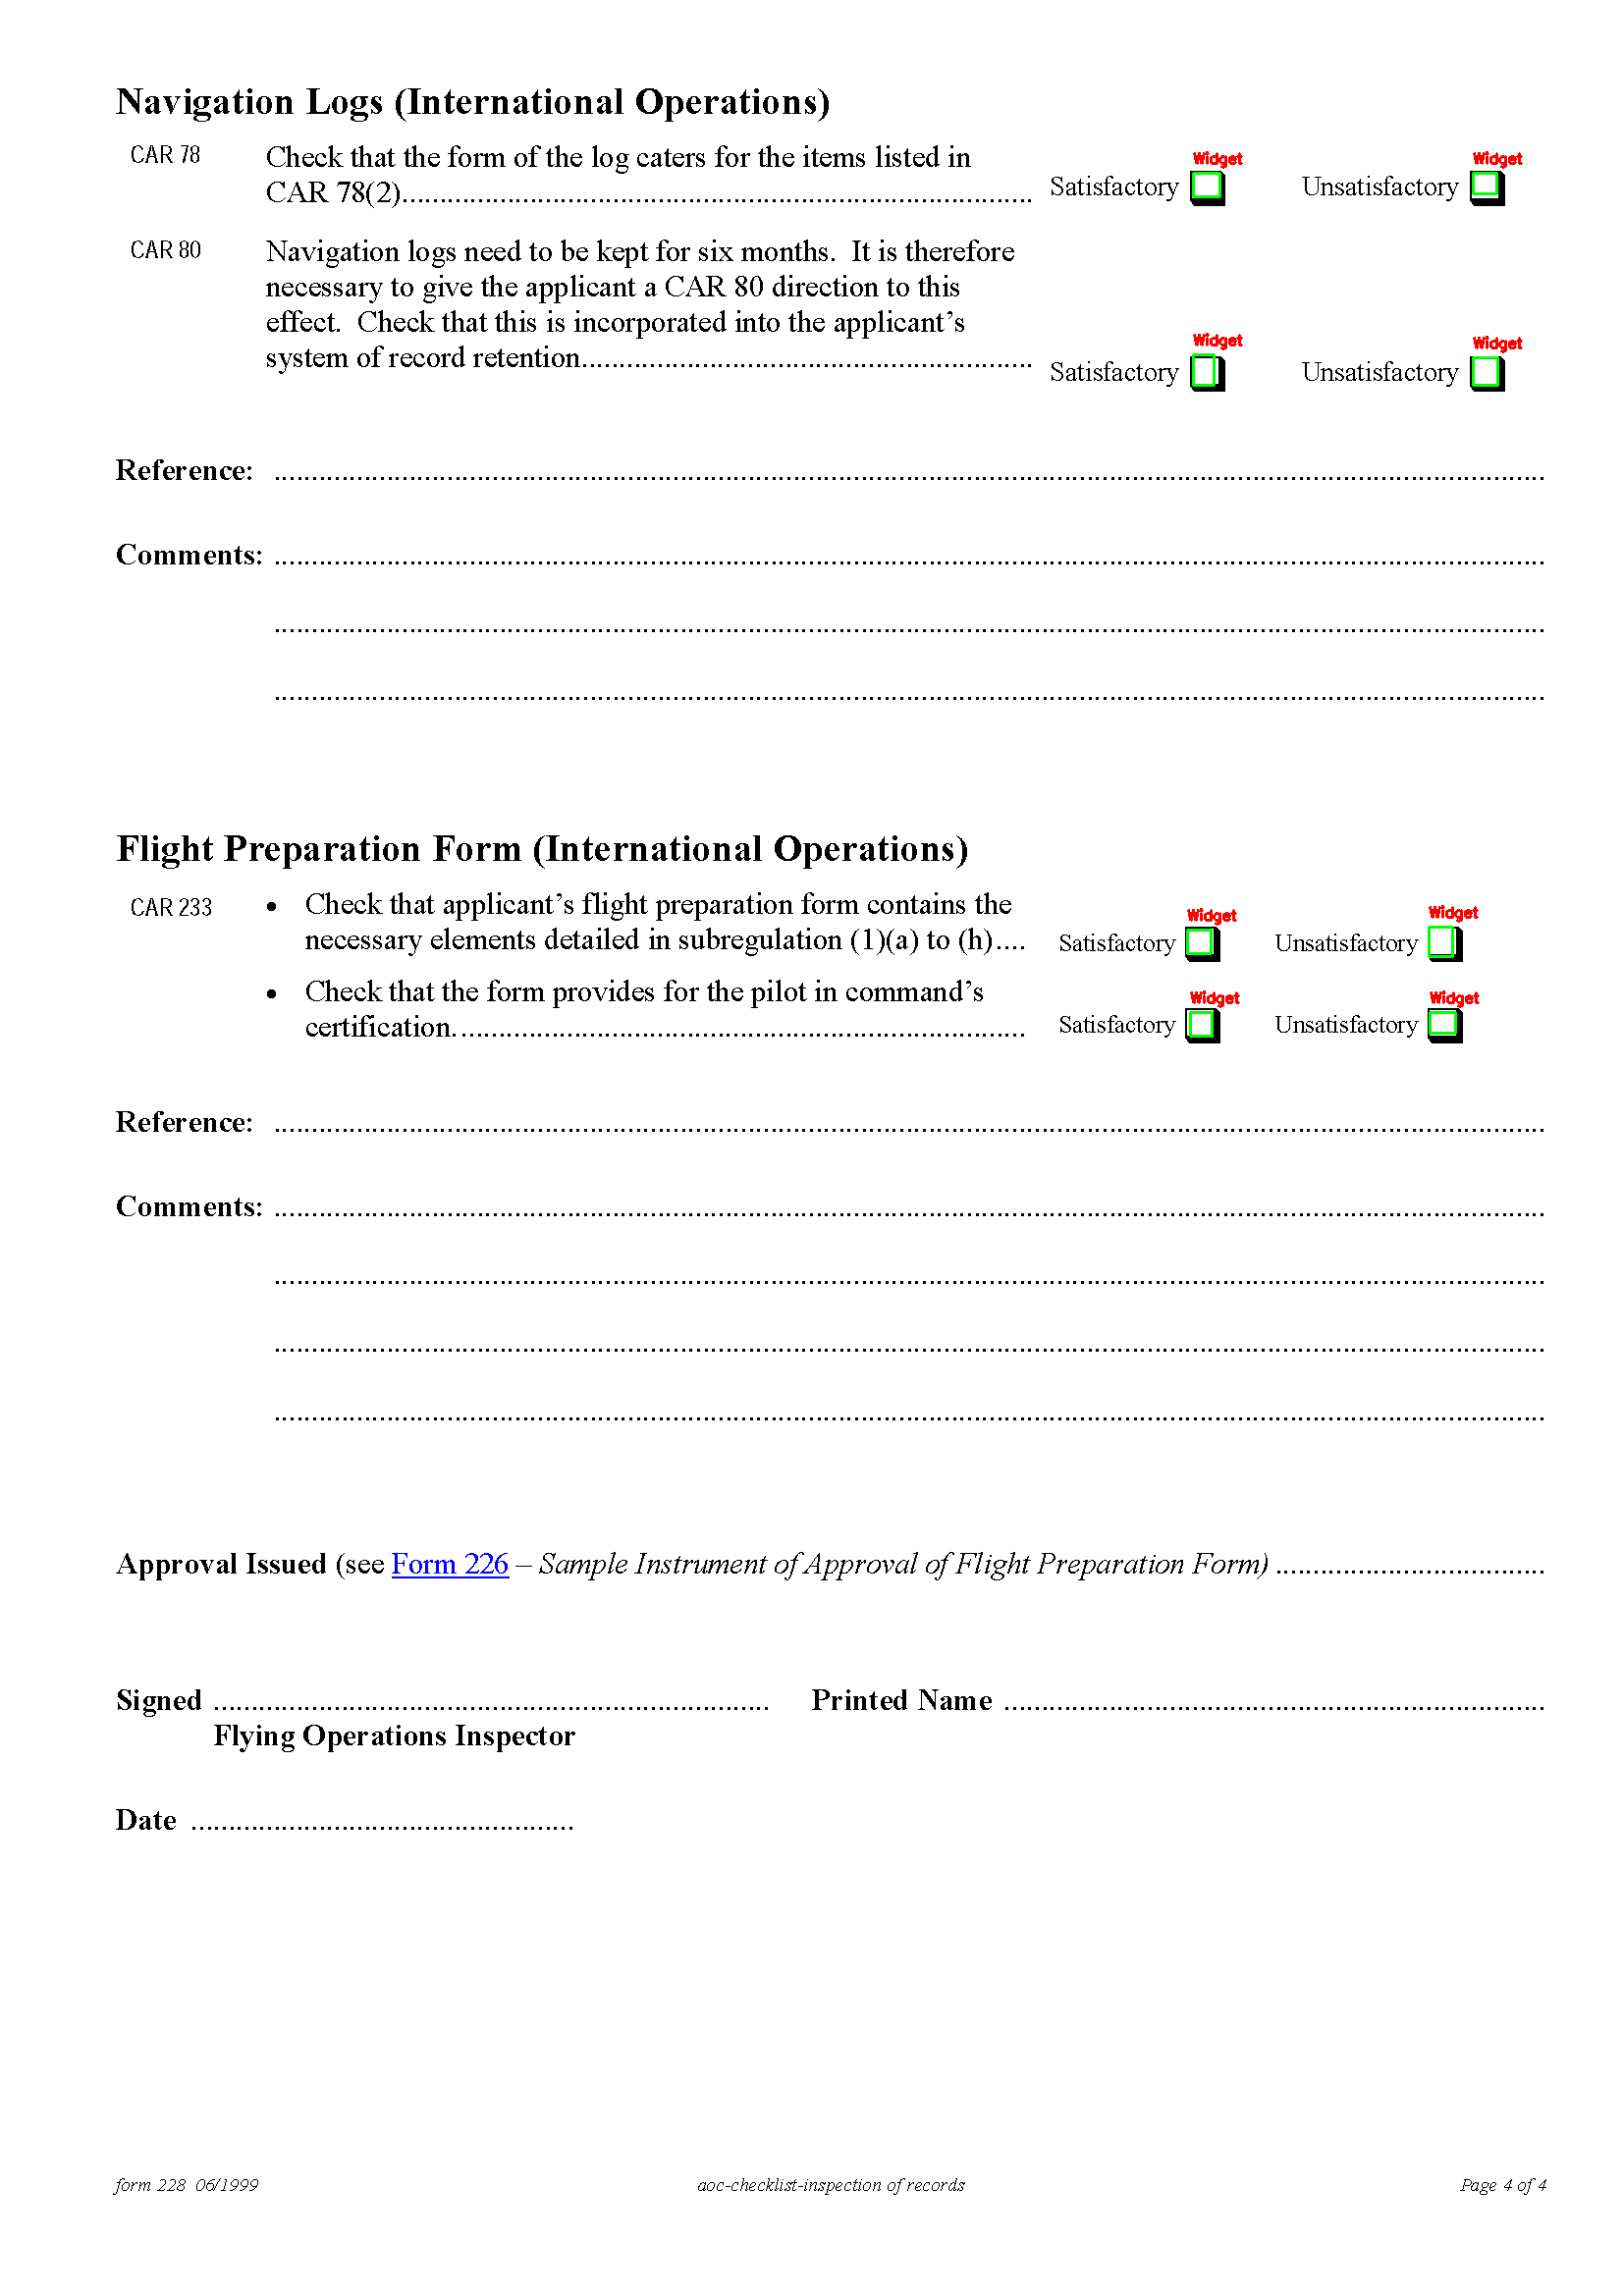 Navigation Logs (International Operations)
CAR 78 Check that the form of the log caters for the items listed in
Widget Widget
CAR 78(2).................................................................................... Satisfactory Unsatisfactory
CAR 80 Navigation logs need to be kept for six months.  It is therefore
necessary to give the applicant a CAR 80 direction to this
effect.  Check that this is incorporated into the applicant’s
Widget Widget
system of record retention............................................................ Satisfactory Unsatisfactory
Reference: ..........................................................................................................................................................................
Comments: ..........................................................................................................................................................................
..........................................................................................................................................................................
..........................................................................................................................................................................
Flight Preparation Form (International Operations)
CAR 233 • Check that applicant’s flight preparation form contains the
Widget Widget
necessary elements detailed in subregulation (1)(a) to (h).... Satisfactory Unsatisfactory
• Check that the form provides for the pilot in command’s
Widget Widget
certification............................................................................ Satisfactory Unsatisfactory
Reference: ..........................................................................................................................................................................
Comments: ..........................................................................................................................................................................
..........................................................................................................................................................................
..........................................................................................................................................................................
..........................................................................................................................................................................
Approval Issued (see Form 226 – Sample Instrument of Approval of Flight Preparation Form) ....................................
Signed .......................................................................... Printed Name ........................................................................
Flying Operations Inspector
Date ...................................................
form 228  06/1999 aoc-checklist-inspection of records Page 4 of 4